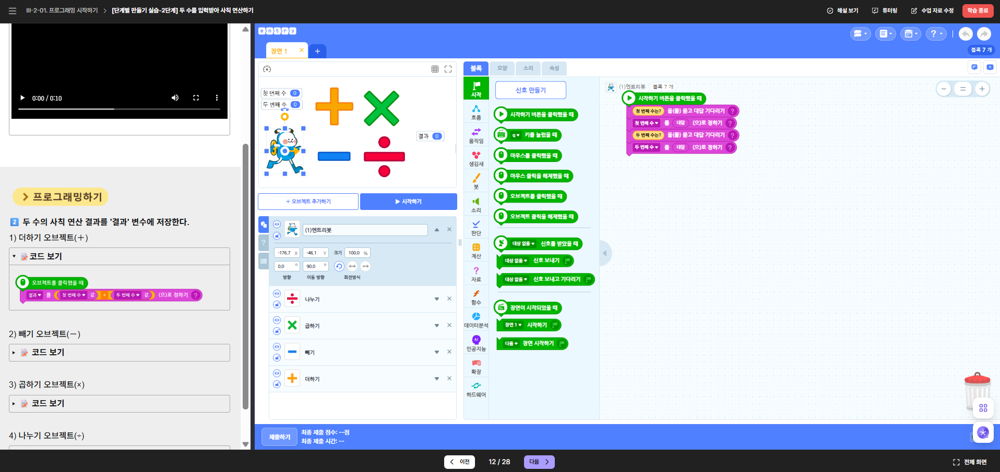 III-2-01. 프로그래밍 시작하기 > [단계별 만들기 실습-2단계] 두 수를 입력받아 사칙 연산하기
해설 보기
튜터링
수업 자료 수정
학습 종료
0:00 / 0:10
프로그래밍하기
2 두 수의 사칙 연산 결과를 '결과' 변수에 저장한다.
1) 더하기 오브젝트(＋)
코드 보기
오브젝트를 클릭했을 때
결과 를 첫 번째 수 값 + 두 번째 수 값 (으)로 정하기 ?
2) 빼기 오브젝트(－)
코드 보기
3) 곱하기 오브젝트(×)
코드 보기
4) 나누기 오브젝트(÷)
entry
장면 1
+
블록 7 개
첫 번째 수 0
두 번째 수 0
결과 0
+ 오브젝트 추가하기
시작하기
(1)엔트리봇
-176.7 X
-46.1 Y
크기
100.0 %
0.0 °
90.0 °
방향
이동 방향
회전방식
나누기
곱하기
빼기
더하기
블록
모양
소리
속성
시작
흐름
움직임
생김새
붓
소리
판단
계산
자료
함수
데이터분석
AI
인공지능
확장
하드웨어
신호 만들기
시작하기 버튼을 클릭했을 때
q 키를 눌렀을 때
마우스를 클릭했을 때
마우스 클릭을 해제했을 때
오브젝트를 클릭했을 때
오브젝트 클릭을 해제했을 때
대상 없음 신호를 받았을 때
대상 없음 신호 보내기
대상 없음 신호 보내고 기다리기
장면이 시작되었을 때
장면 1 시작하기
다음 장면 시작하기
(1)엔트리봇 블록 7 개
시작하기 버튼을 클릭했을 때
첫 번째 수는? 을(를) 묻고 대답 기다리기 ?
첫 번째 수 를 대답 (으)로 정하기 ?
두 번째 수는? 을(를) 묻고 대답 기다리기 ?
두 번째 수 를 대답 (으)로 정하기 ?
제출하기
최종 제출 점수: --점
최종 제출 시간: --
이전
12 / 28
다음
전체 화면